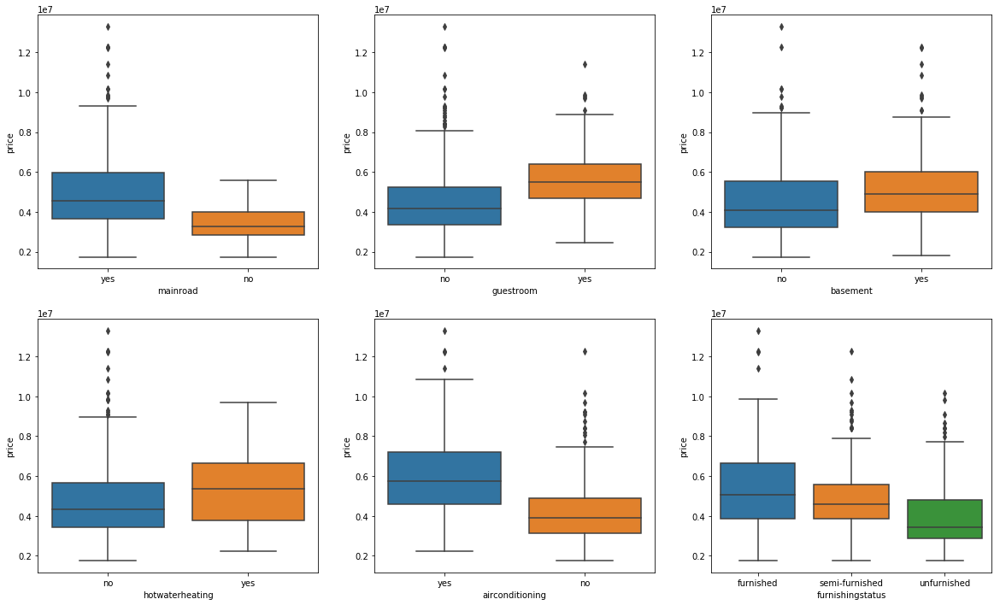 1e7
1.2
1.0
0.8
0.6
0.4
0.2
price
yes no
mainroad
1e7
1.2
1.0
0.8
0.6
0.4
0.2
price
no yes
guestroom
1e7
1.2
1.0
0.8
0.6
0.4
0.2
price
no yes
basement
1e7
1.2
1.0
0.8
0.6
0.4
0.2
price
no yes
hotwaterheating
1e7
1.2
1.0
0.8
0.6
0.4
0.2
price
yes no
airconditioning
1e7
1.2
1.0
0.8
0.6
0.4
0.2
price
furnished semi-furnished unfurnished
furnishingstatus